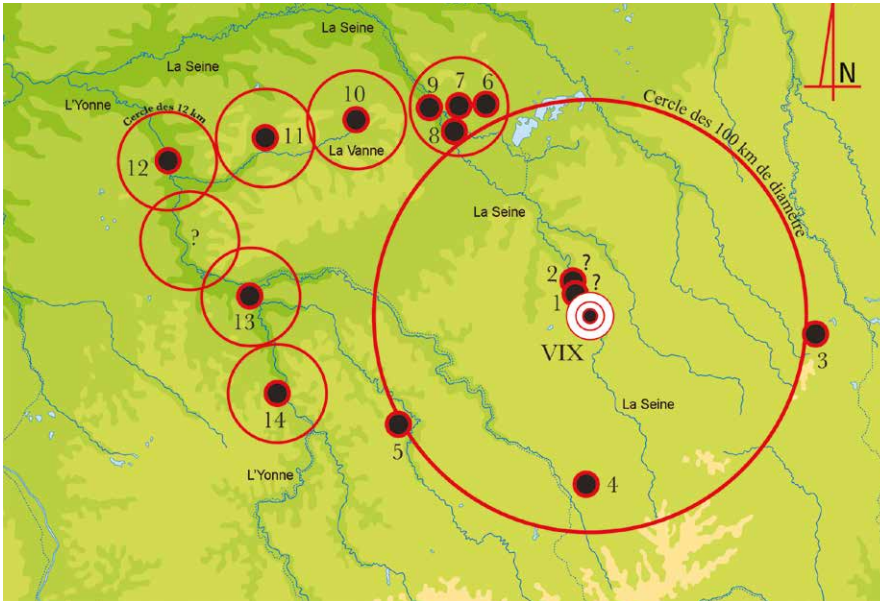 La Seine
La Seine
N
L'Yonne
Cercle des 12 km
9
7
6
10
Cercle des 100 km de diamètre
8
11
La Vanne
12
La Seine
?
2
?
?
1
13
3
VIX
La Seine
14
5
L'Yonne
4